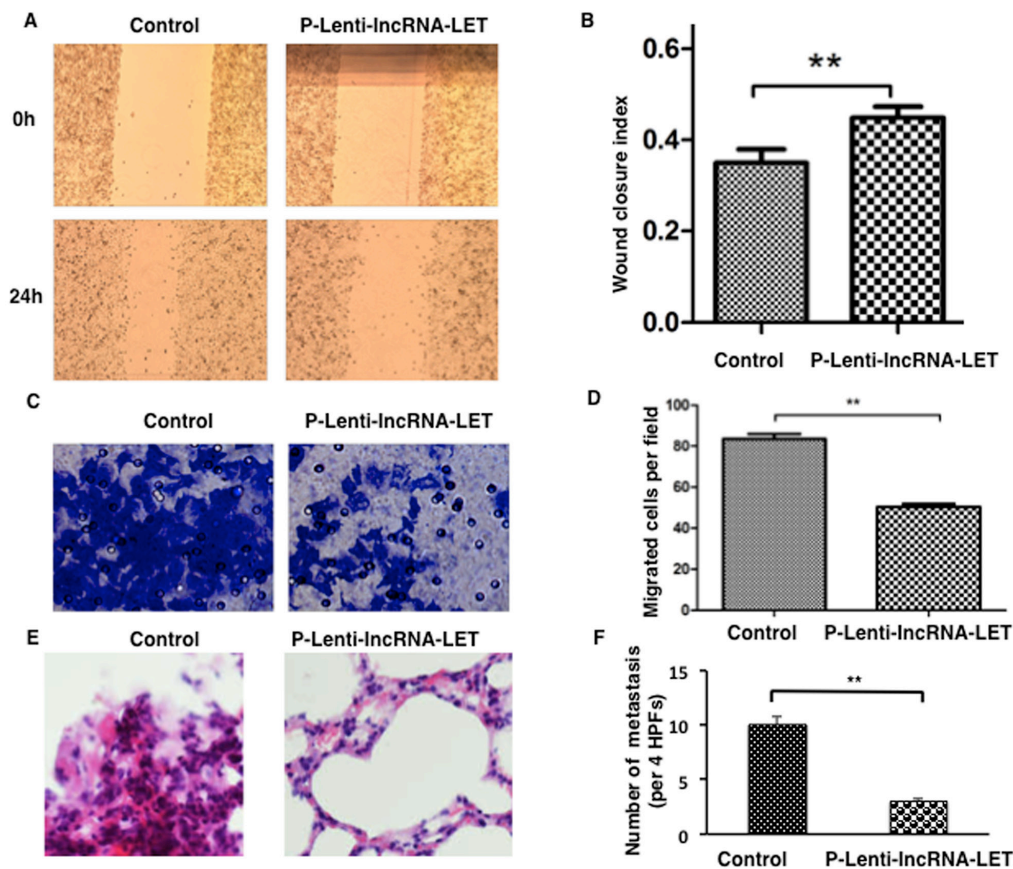 A
Control
P-Lenti-lncRNA-LET
0h
24h
B
Wound closure index
0.6
0.4
0.2
0.0
**
Control
P-Lenti-lncRNA-LET
C
Control
P-Lenti-lncRNA-LET
D
Migrated cells per field
100
80
60
40
20
0
**
Control
P-Lenti-lncRNA-LET
E
Control
P-Lenti-lncRNA-LET
F
Number of metastasis
(per 4 HPFs)
15
10
5
0
**
Control
P-Lenti-lncRNA-LET